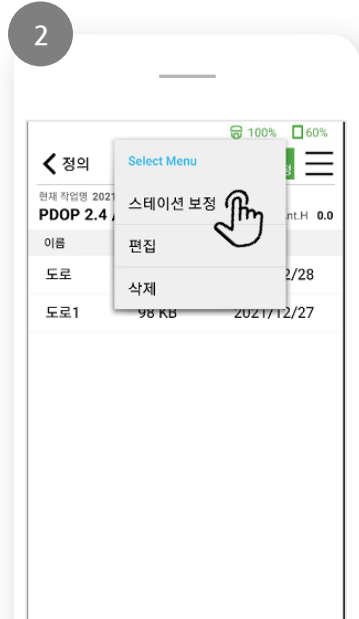 2
100% 60%
정의
Select Menu
현재 작업명 2021
스테이션 보정
PDOP 2.4 nt.H 0.0
이름
편집
도로 2/28
삭제
도로1 98 KB 2021/12/27